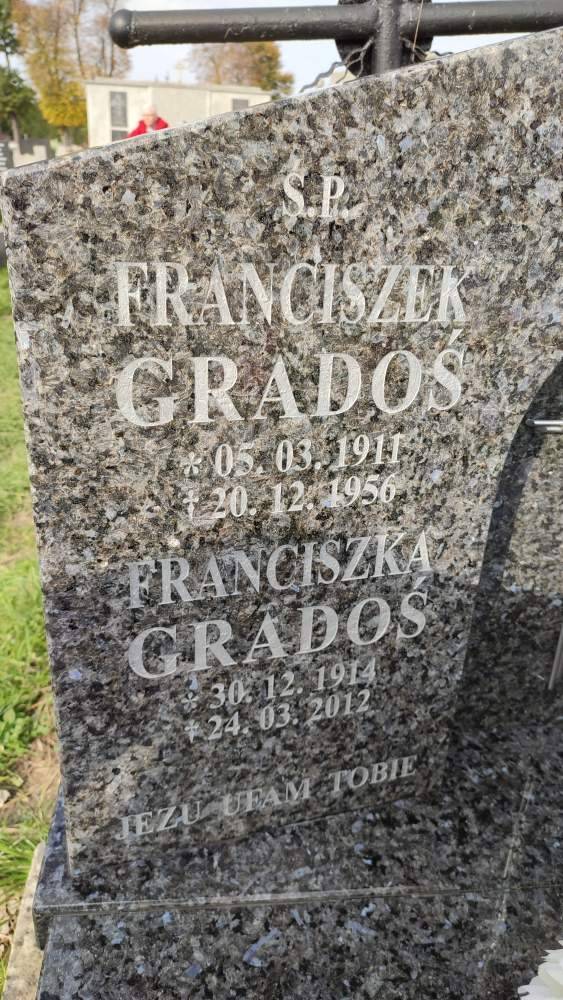 Ś.P.
FRANCISZEK
GRADOŚ
* 05. 03. 1911
† 20. 12. 1956
FRANCISZKA
GRADOŚ
* 30. 12. 1914
† 24. 03. 2012
JEZU UFAM TOBIE